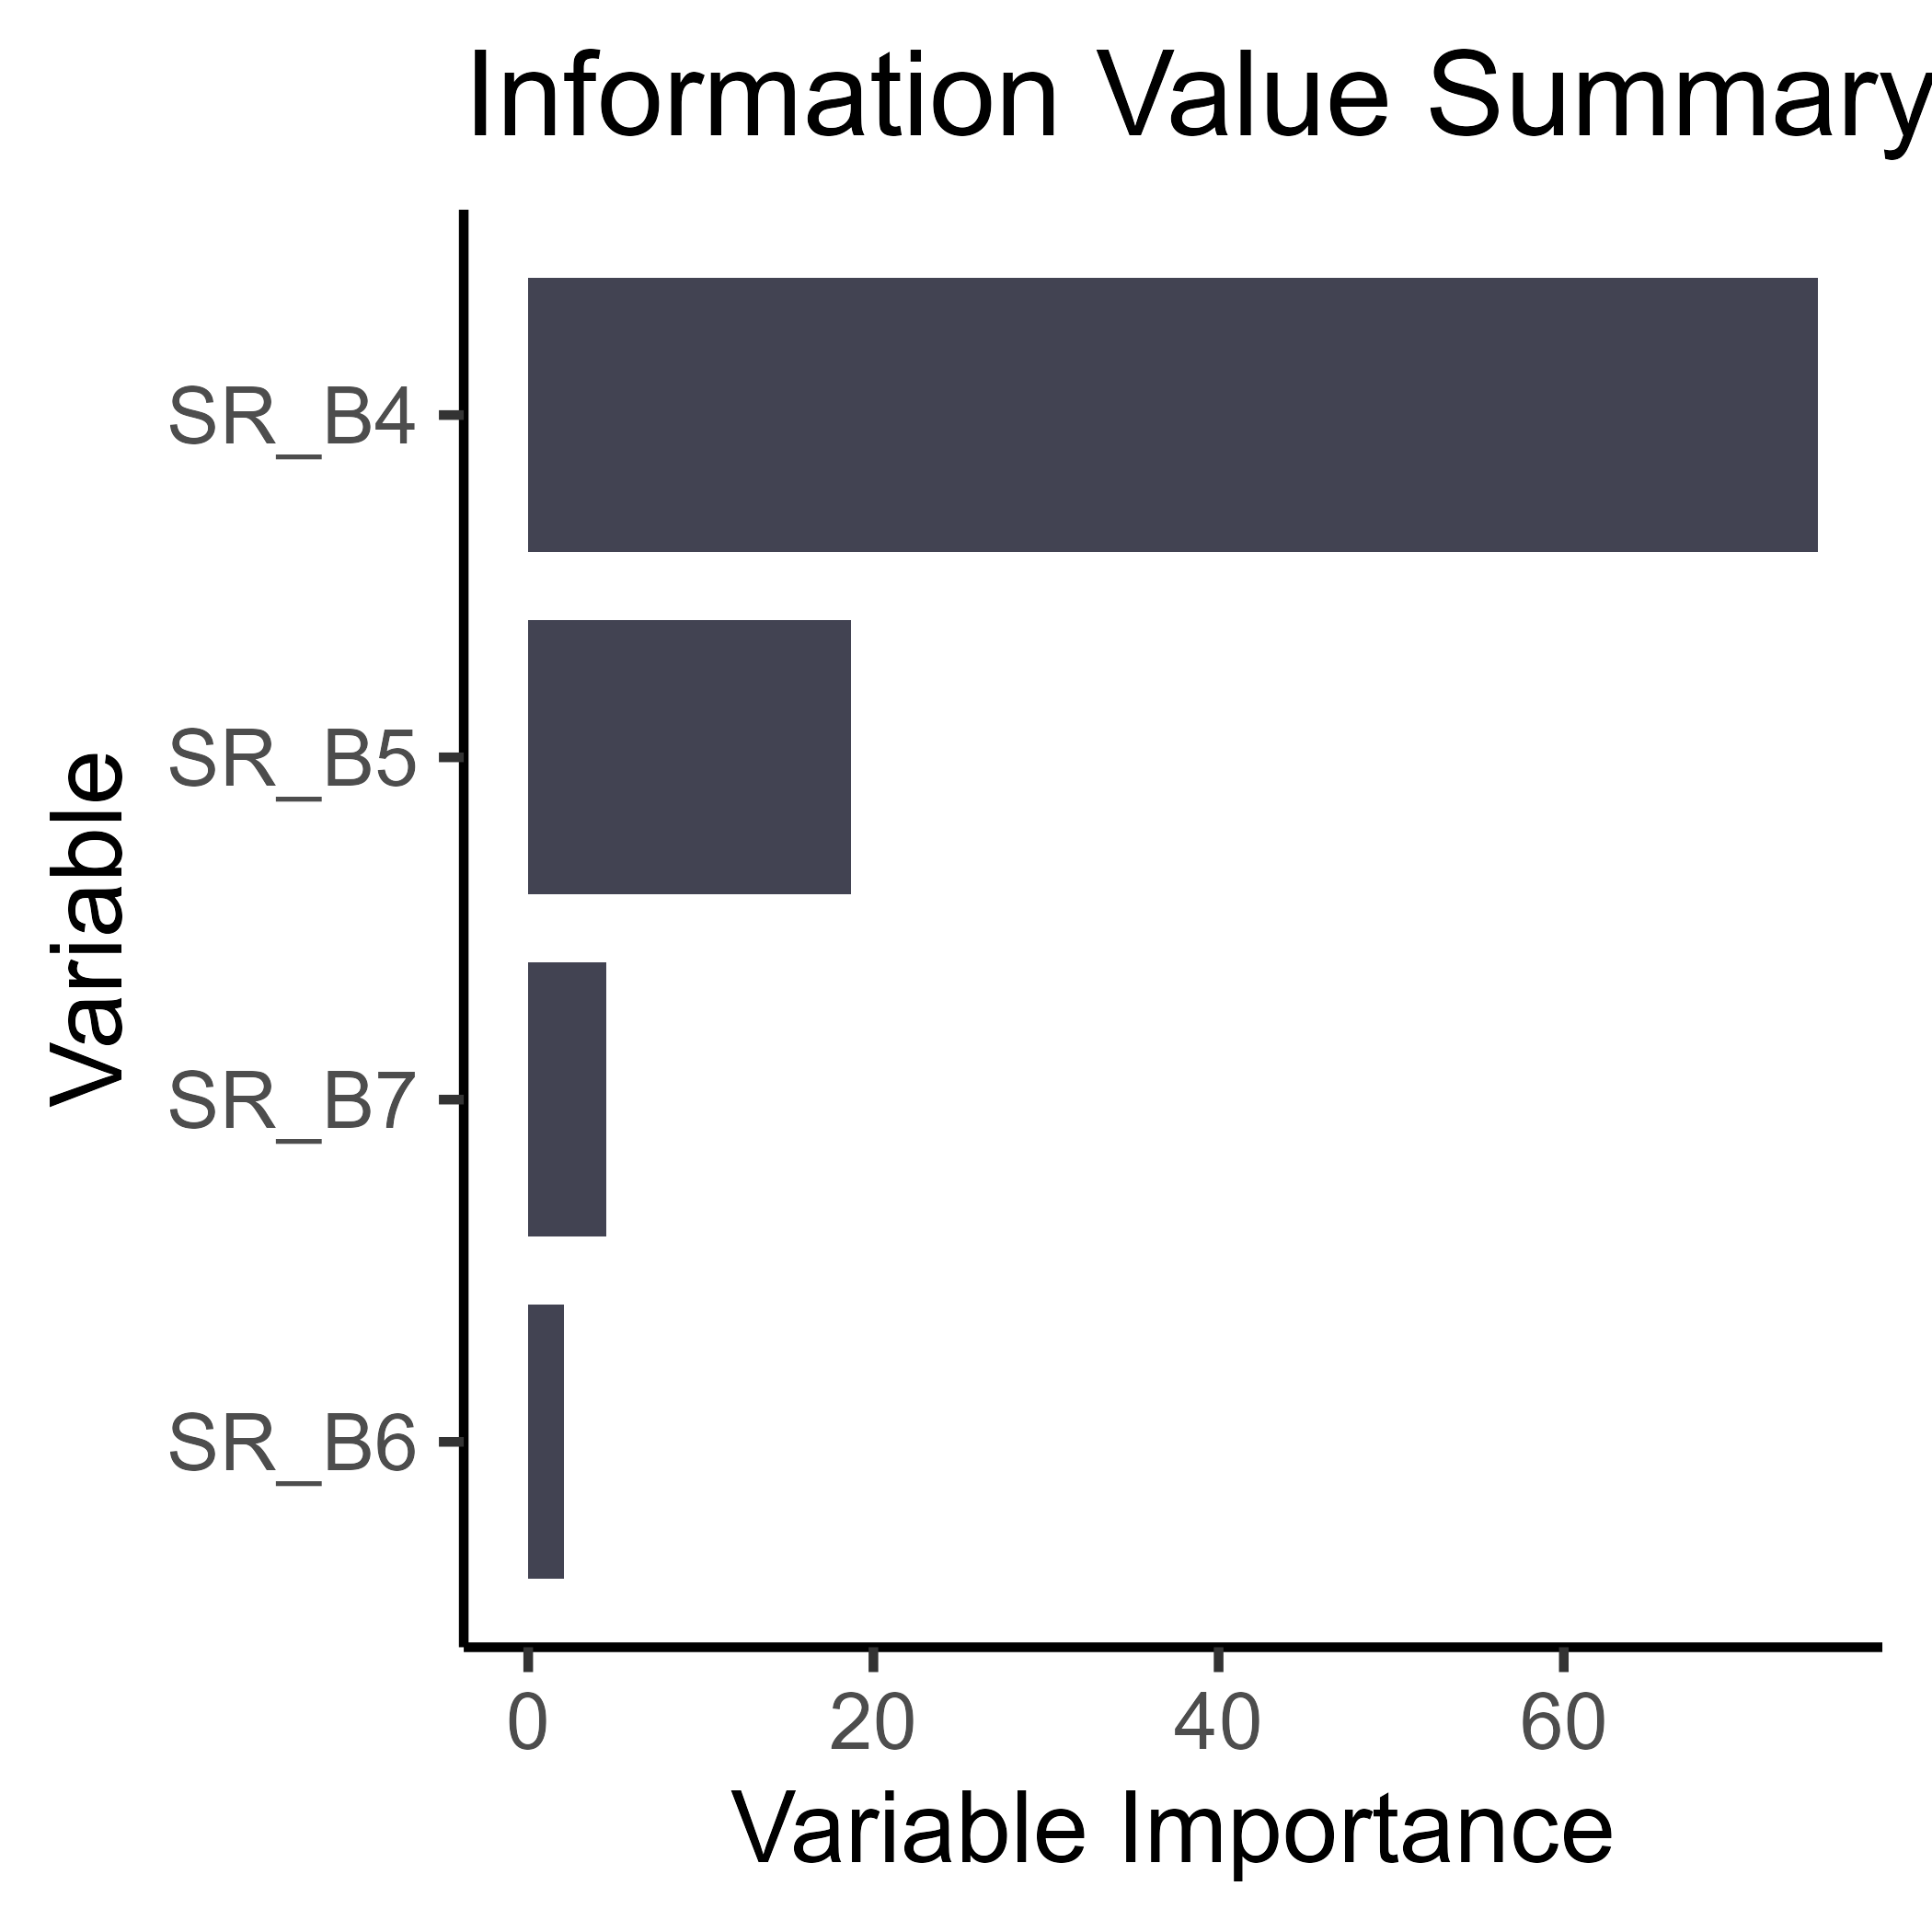 Information Value Summary
Variable
SR_B4
SR_B5
SR_B7
SR_B6
0 20 40 60
Variable Importance